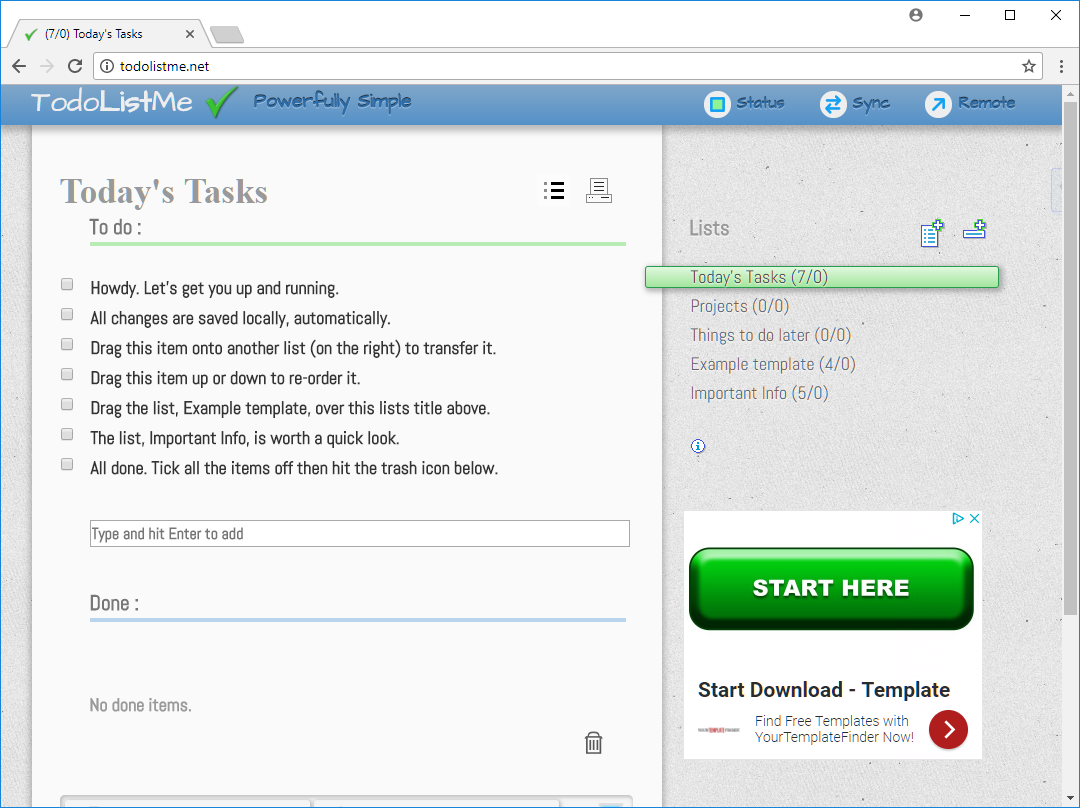 (7/0) Today's Tasks
todolistme.net
TodoListMe Powerfully Simple Status Sync Remote
Today's Tasks
To do :
Howdy. Let's get you up and running.
All changes are saved locally, automatically.
Drag this item onto another list (on the right) to transfer it.
Drag this item up or down to re-order it.
Drag the list, Example template, over this lists title above.
The list, Important Info, is worth a quick look.
All done. Tick all the items off then hit the trash icon below.
Type and hit Enter to add
Done :
No done items.
Lists
Today's Tasks (7/0)
Projects (0/0)
Things to do later (0/0)
Example template (4/0)
Important Info (5/0)
START HERE
Start Download - Template
Find Free Templates with
YourTemplateFinder Now!